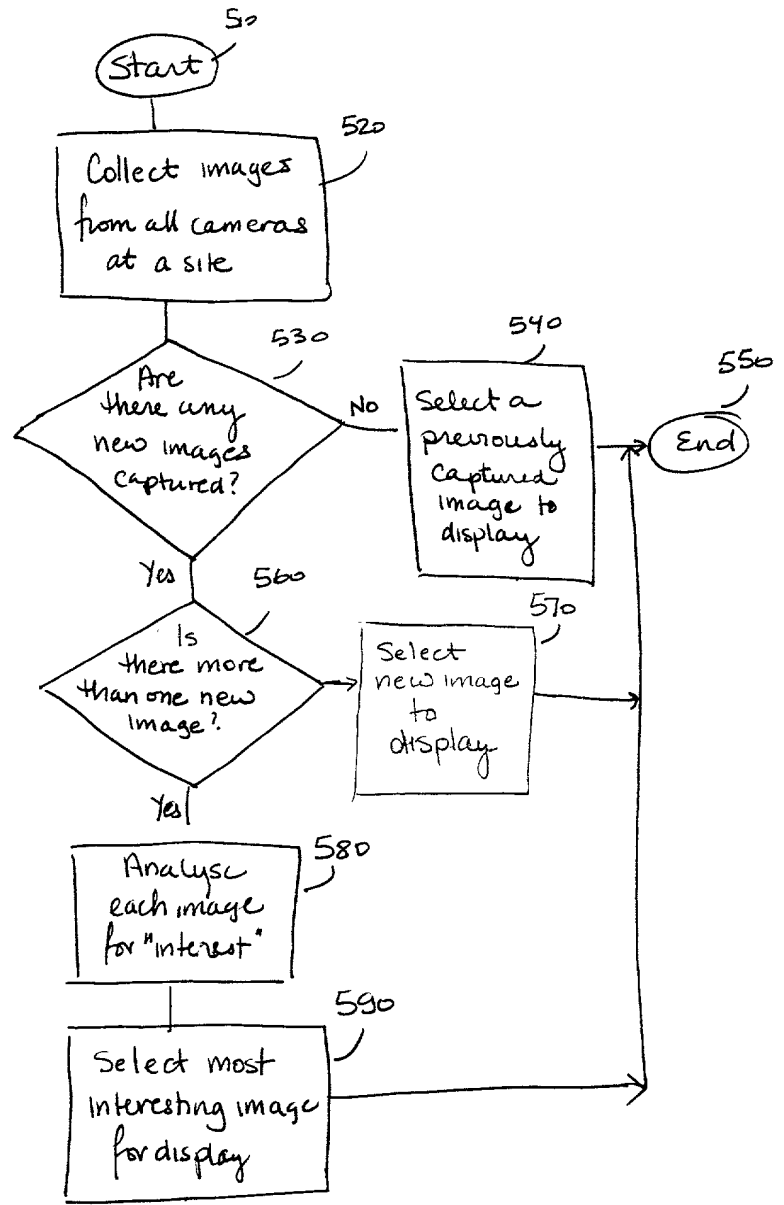 50
Start
520
Collect images
from all cameras
at a site
530
Are
there any
new images
captured?
No
540
Select a
previously
captured
image to
display
550
End
Yes
560
Is
there more
than one new
image?
570
Select
new image
to
display
Yes
580
Analyse
each image
for "interest"
590
Select most
interesting image
for display